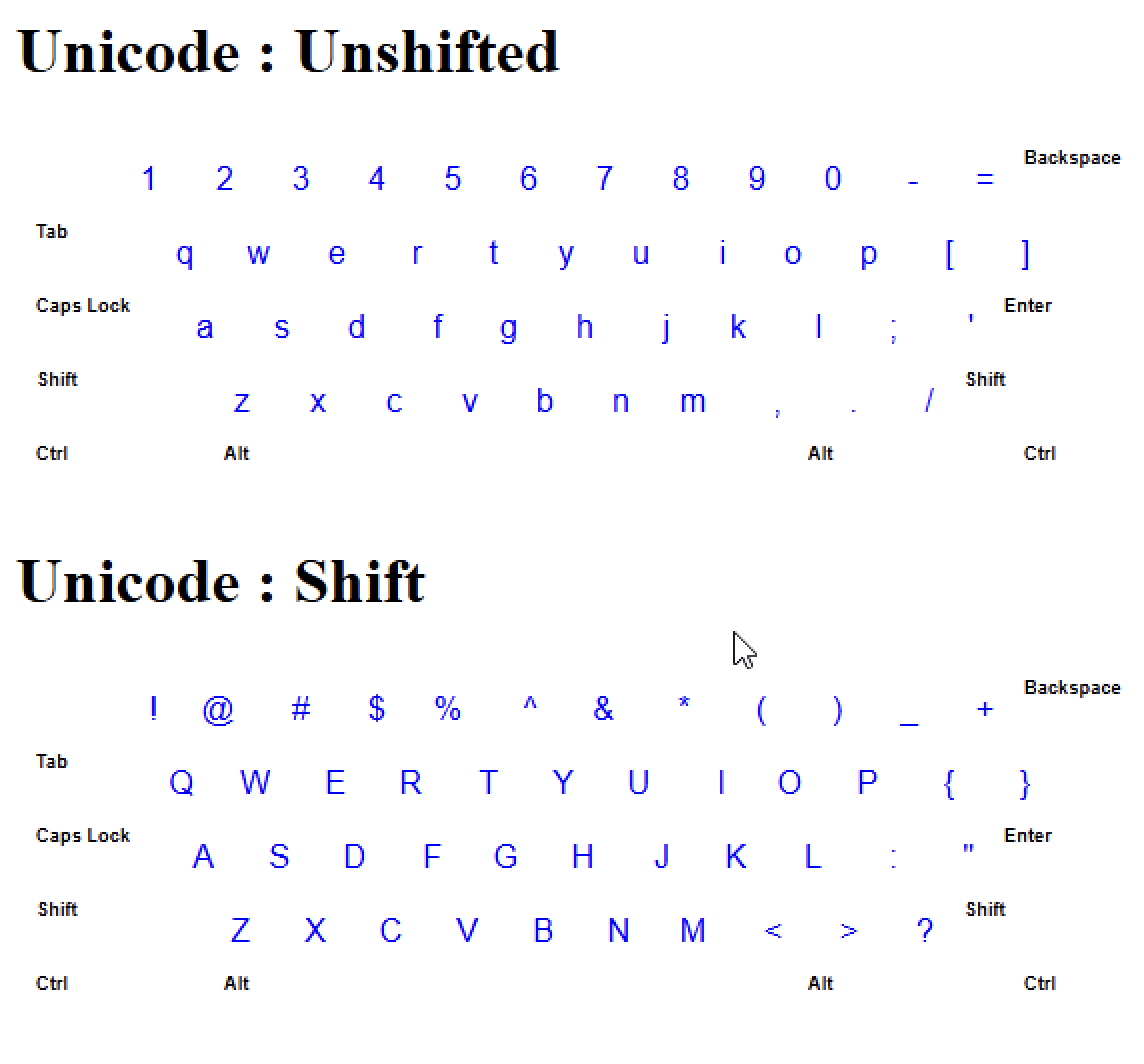 Unicode : Unshifted
1 2 3 4 5 6 7 8 9 0 - = Backspace
Tab q w e r t y u i o p [ ]
Caps Lock a s d f g h j k l ; ' Enter
Shift z x c v b n m , . / Shift
Ctrl Alt Alt Ctrl
Unicode : Shift
! @ # $ % ^ & * ( ) _ + Backspace
Tab Q W E R T Y U I O P { }
Caps Lock A S D F G H J K L : " Enter
Shift Z X C V B N M < > ? Shift
Ctrl Alt Alt Ctrl